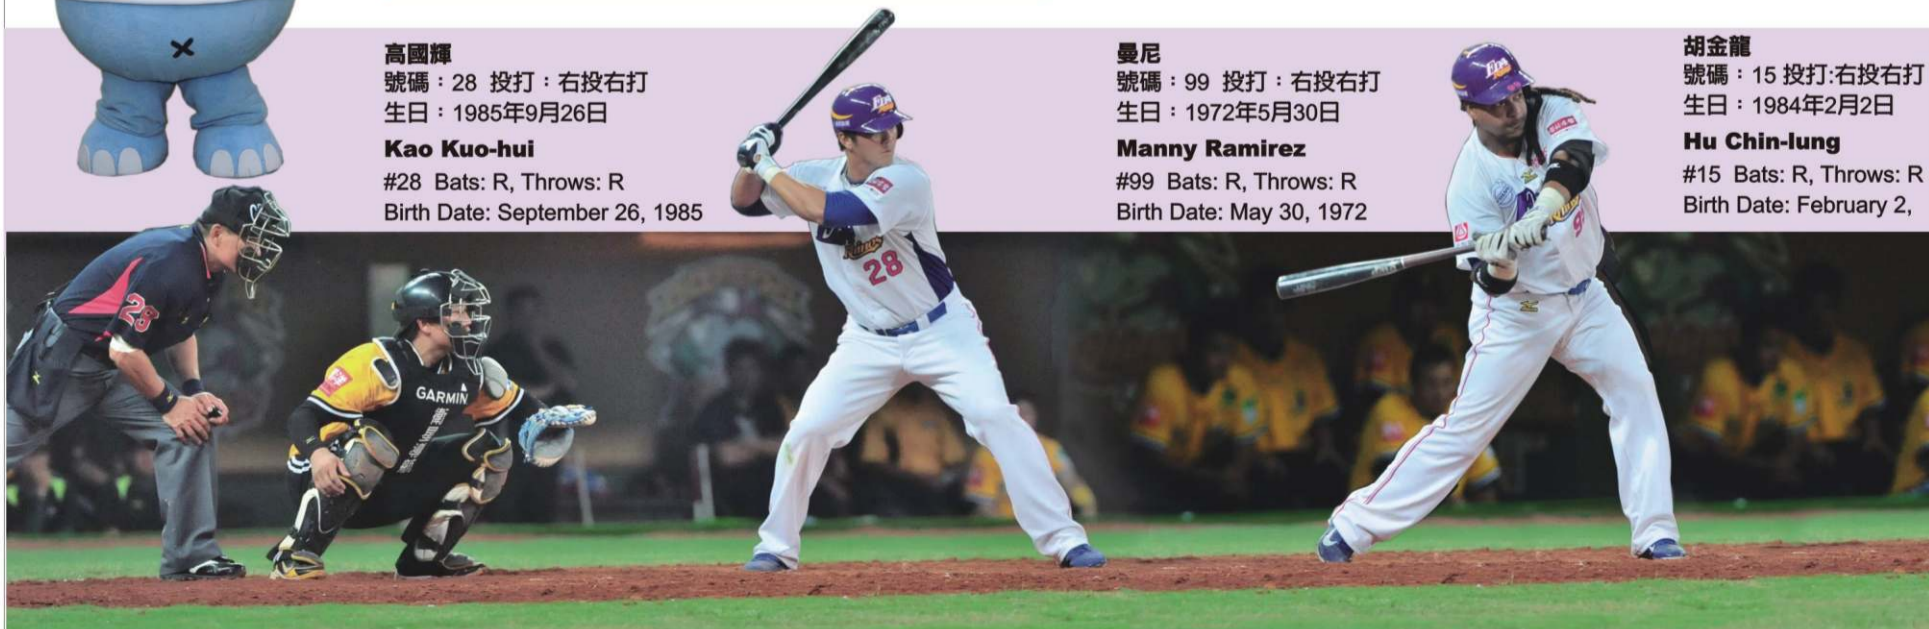 高國輝
號碼：28 投打：右投右打
生日：1985年9月26日
Kao Kuo-hui
#28 Bats: R, Throws: R
Birth Date: September 26, 1985
曼尼
號碼：99 投打：右投右打
生日：1972年5月30日
Manny Ramirez
#99 Bats: R, Throws: R
Birth Date: May 30, 1972
胡金龍
號碼：15 投打:右投右打
生日：1984年2月2日
Hu Chin-lung
#15 Bats: R, Throws: R
Birth Date: February 2,
28
GARMIN
Rhinos
28